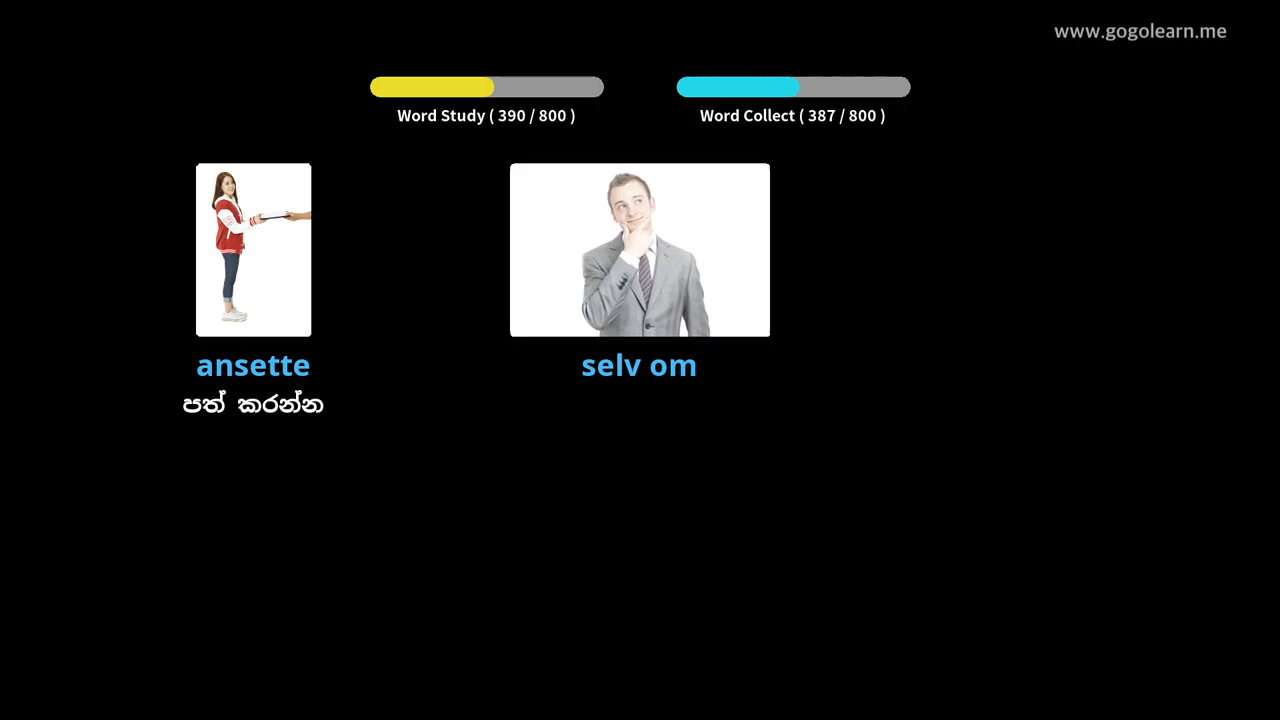 www.gogolearn.me
Word Study ( 390 / 800 )
Word Collect ( 387 / 800 )
ansette
selv om
පත් කරන්න